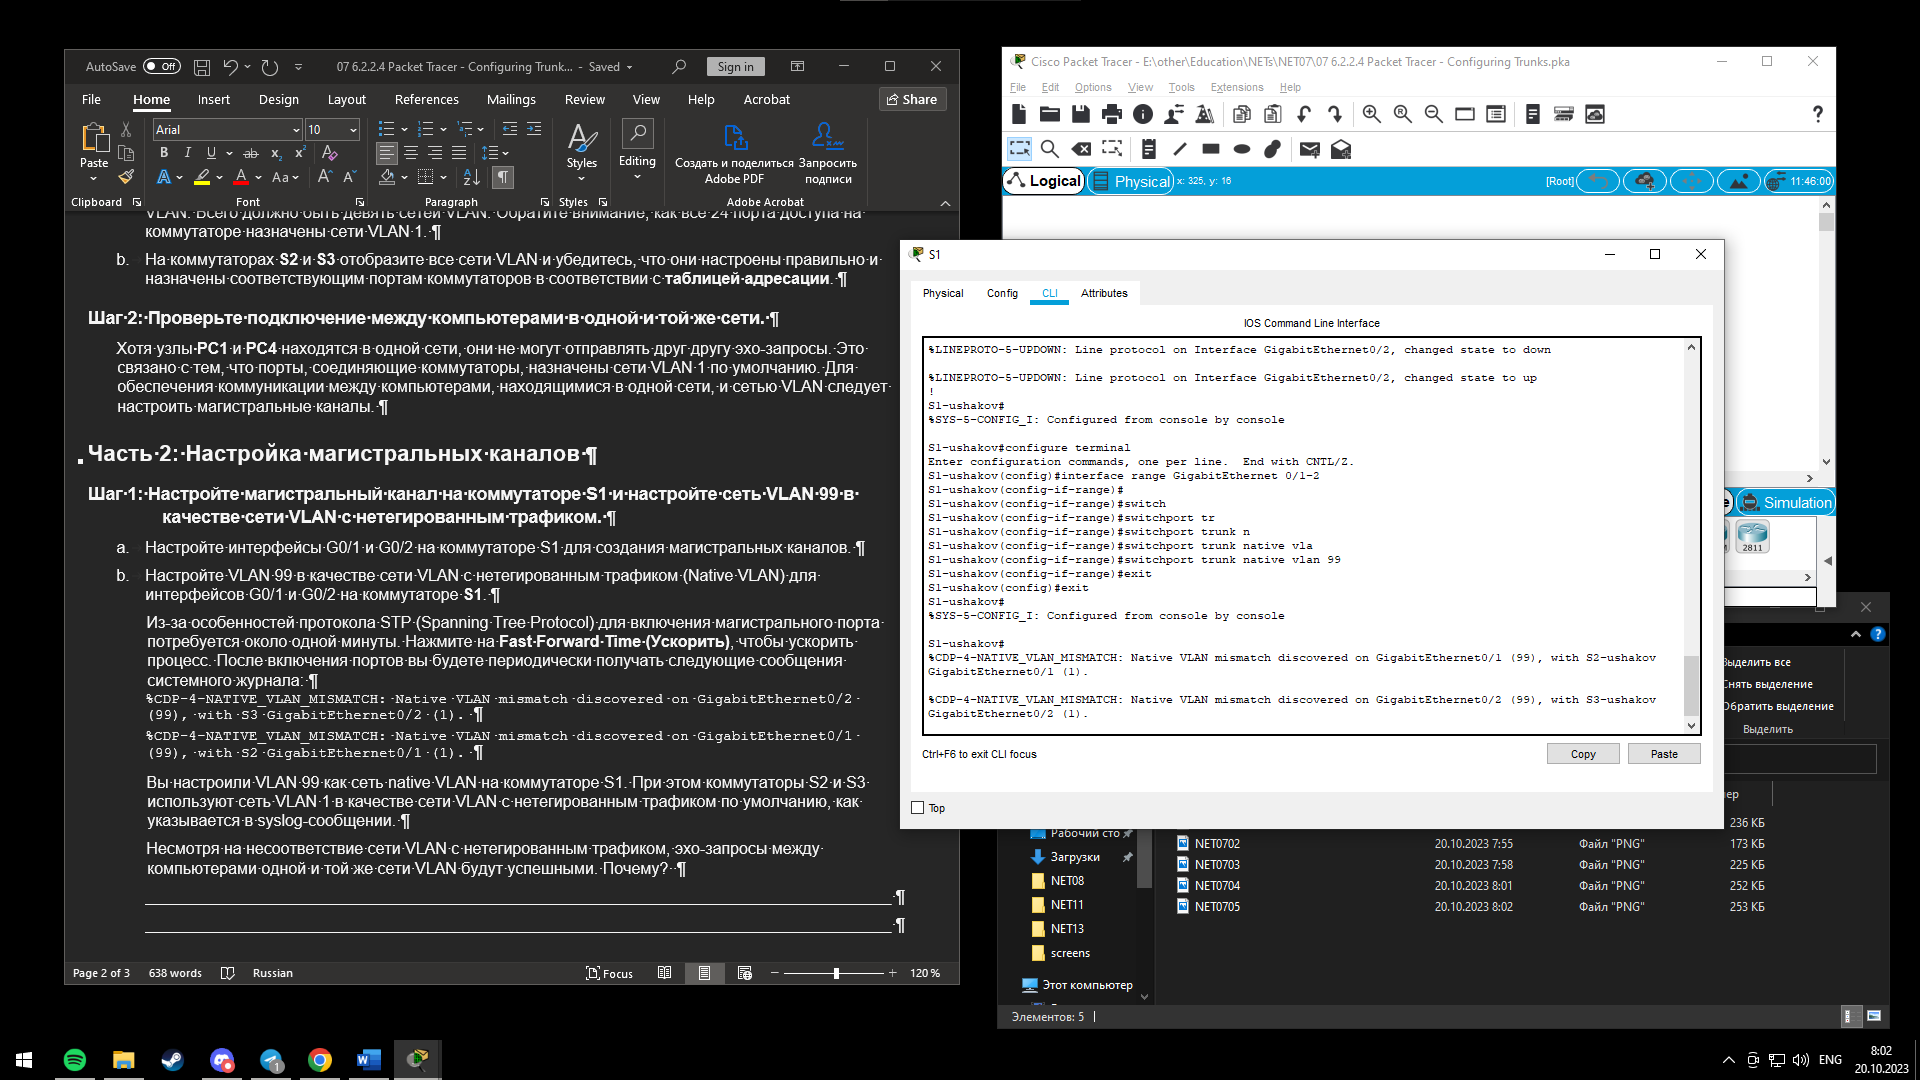 AutoSave Off 07 6.2.2.4 Packet Tracer - Configuring Trunk... - Saved Sign in
File Home Insert Design Layout References Mailings Review View Help Acrobat Share
Paste
Arial 10
Styles
Editing
Создать и поделиться Adobe PDF
Запросить подписи
Clipboard Font Paragraph Styles Adobe Acrobat
VLAN. Всего должно быть девять сетей VLAN. Обратите внимание, как все 24 порта доступа на
коммутаторе назначены сети VLAN 1. ¶
b. На коммутаторах S2 и S3 отобразите все сети VLAN и убедитесь, что они настроены правильно и
назначены соответствующим портам коммутаторов в соответствии с таблицей адресации. ¶
Шаг 2: Проверьте подключение между компьютерами в одной и той же сети. ¶
Хотя узлы PC1 и PC4 находятся в одной сети, они не могут отправлять друг другу эхо-запросы. Это
связано с тем, что порты, соединяющие коммутаторы, назначены сети VLAN 1 по умолчанию. Для
обеспечения коммуникации между компьютерами, находящимися в одной сети, и сетью VLAN следует
настроить магистральные каналы. ¶
Часть 2: Настройка магистральных каналов ¶
Шаг 1: Настройте магистральный канал на коммутаторе S1 и настройте сеть VLAN 99 в
качестве сети VLAN с нетегированным трафиком. ¶
a. Настройте интерфейсы G0/1 и G0/2 на коммутаторе S1 для создания магистральных каналов. ¶
b. Настройте VLAN 99 в качестве сети VLAN с нетегированным трафиком (Native VLAN) для
интерфейсов G0/1 и G0/2 на коммутаторе S1. ¶
Из-за особенностей протокола STP (Spanning Tree Protocol) для включения магистрального порта
потребуется около одной минуты. Нажмите на Fast Forward Time (Ускорить), чтобы ускорить
процесс. После включения портов вы будете периодически получать следующие сообщения
системного журнала: ¶
%CDP-4-NATIVE_VLAN_MISMATCH: Native VLAN mismatch discovered on GigabitEthernet0/2
(99), with S3 GigabitEthernet0/2 (1). ¶
%CDP-4-NATIVE_VLAN_MISMATCH: Native VLAN mismatch discovered on GigabitEthernet0/1
(99), with S2 GigabitEthernet0/1 (1). ¶
Вы настроили VLAN 99 как сеть native VLAN на коммутаторе S1. При этом коммутаторы S2 и S3
используют сеть VLAN 1 в качестве сети VLAN с нетегированным трафиком по умолчанию, как
указывается в syslog-сообщении. ¶
Несмотря на несоответствие сети VLAN с нетегированным трафиком, эхо-запросы между
компьютерами одной и той же сети VLAN будут успешными. Почему? ¶
Page 2 of 3 638 words Russian Focus 120 %
Cisco Packet Tracer - E:\other\Education\NETs\NET07\07 6.2.2.4 Packet Tracer - Configuring Trunks.pka
File Edit Options View Tools Extensions Help
Logical Physical x: 325, y: 16 [Root] 11:46:00
Simulation
2811
S1
Physical Config CLI Attributes
IOS Command Line Interface
%LINEPROTO-5-UPDOWN: Line protocol on Interface GigabitEthernet0/2, changed state to down
%LINEPROTO-5-UPDOWN: Line protocol on Interface GigabitEthernet0/2, changed state to up
!
S1-ushakov#
%SYS-5-CONFIG_I: Configured from console by console
S1-ushakov#configure terminal
Enter configuration commands, one per line. End with CNTL/Z.
S1-ushakov(config)#interface range GigabitEthernet 0/1-2
S1-ushakov(config-if-range)#
S1-ushakov(config-if-range)#switch
S1-ushakov(config-if-range)#switchport tr
S1-ushakov(config-if-range)#switchport trunk n
S1-ushakov(config-if-range)#switchport trunk native vla
S1-ushakov(config-if-range)#switchport trunk native vlan 99
S1-ushakov(config-if-range)#exit
S1-ushakov(config)#exit
S1-ushakov#
%SYS-5-CONFIG_I: Configured from console by console
S1-ushakov#
%CDP-4-NATIVE_VLAN_MISMATCH: Native VLAN mismatch discovered on GigabitEthernet0/1 (99), with S2-ushakov
GigabitEthernet0/1 (1).
%CDP-4-NATIVE_VLAN_MISMATCH: Native VLAN mismatch discovered on GigabitEthernet0/2 (99), with S3-ushakov
GigabitEthernet0/2 (1).
Ctrl+F6 to exit CLI focus Copy Paste
Top
Выделить все
Снять выделение
Обратить выделение
Выделить
236 КБ
Рабочий сто
Загрузки
NET08
NET11
NET13
screens
Этот компьютер
NET0702 20.10.2023 7:55 Файл "PNG" 173 КБ
NET0703 20.10.2023 7:58 Файл "PNG" 225 КБ
NET0704 20.10.2023 8:01 Файл "PNG" 252 КБ
NET0705 20.10.2023 8:02 Файл "PNG" 253 КБ
Элементов: 5
1
ENG
8:02
20.10.2023